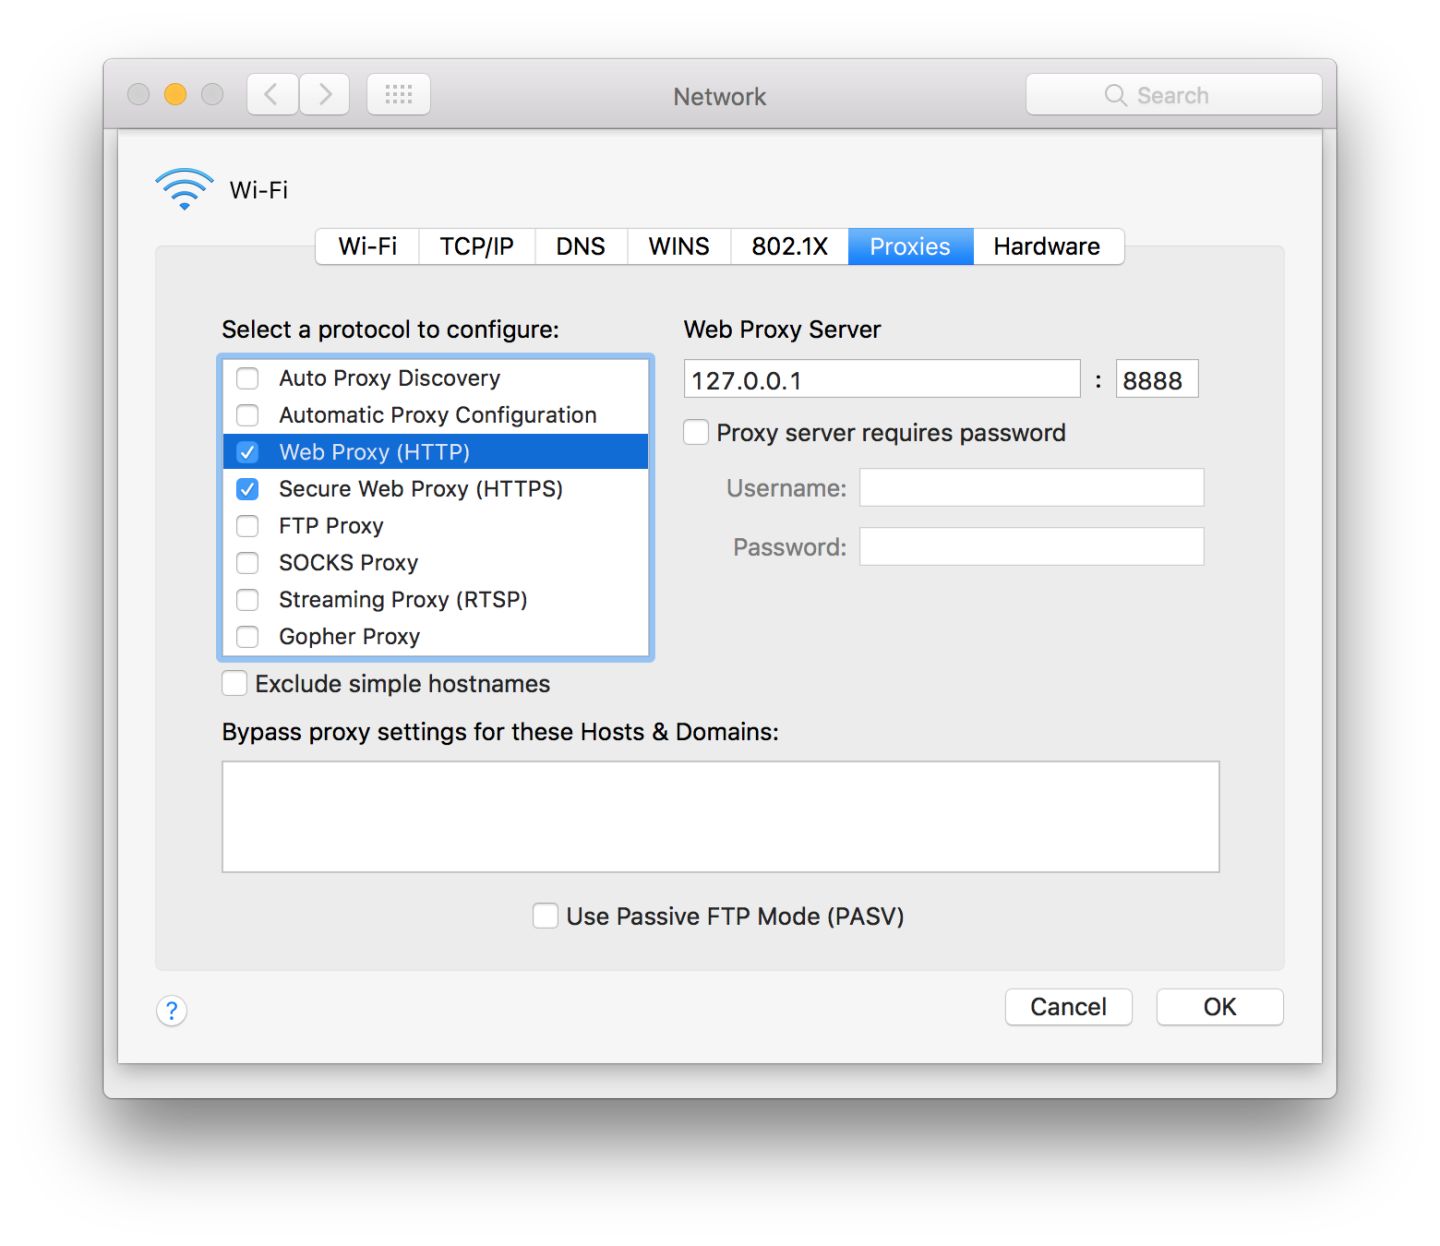 Network
Search
Wi-Fi
Wi-Fi TCP/IP DNS WINS 802.1X Proxies Hardware
Select a protocol to configure:
Auto Proxy Discovery
Automatic Proxy Configuration
Web Proxy (HTTP)
Secure Web Proxy (HTTPS)
FTP Proxy
SOCKS Proxy
Streaming Proxy (RTSP)
Gopher Proxy
Exclude simple hostnames
Web Proxy Server
127.0.0.1 : 8888
Proxy server requires password
Username:
Password:
Bypass proxy settings for these Hosts & Domains:
Use Passive FTP Mode (PASV)
?
Cancel OK